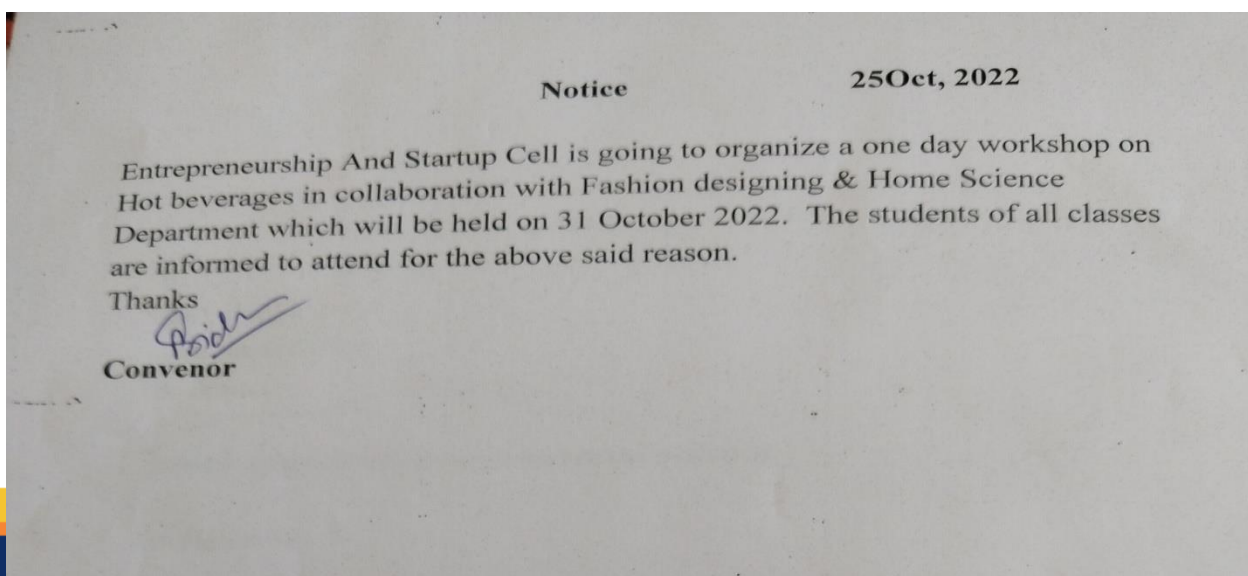 Notice 25Oct, 2022
Entrepreneurship And Startup Cell is going to organize a one day workshop on
Hot beverages in collaboration with Fashion designing & Home Science
Department which will be held on 31 October 2022. The students of all classes
are informed to attend for the above said reason.
Thanks
Convenor